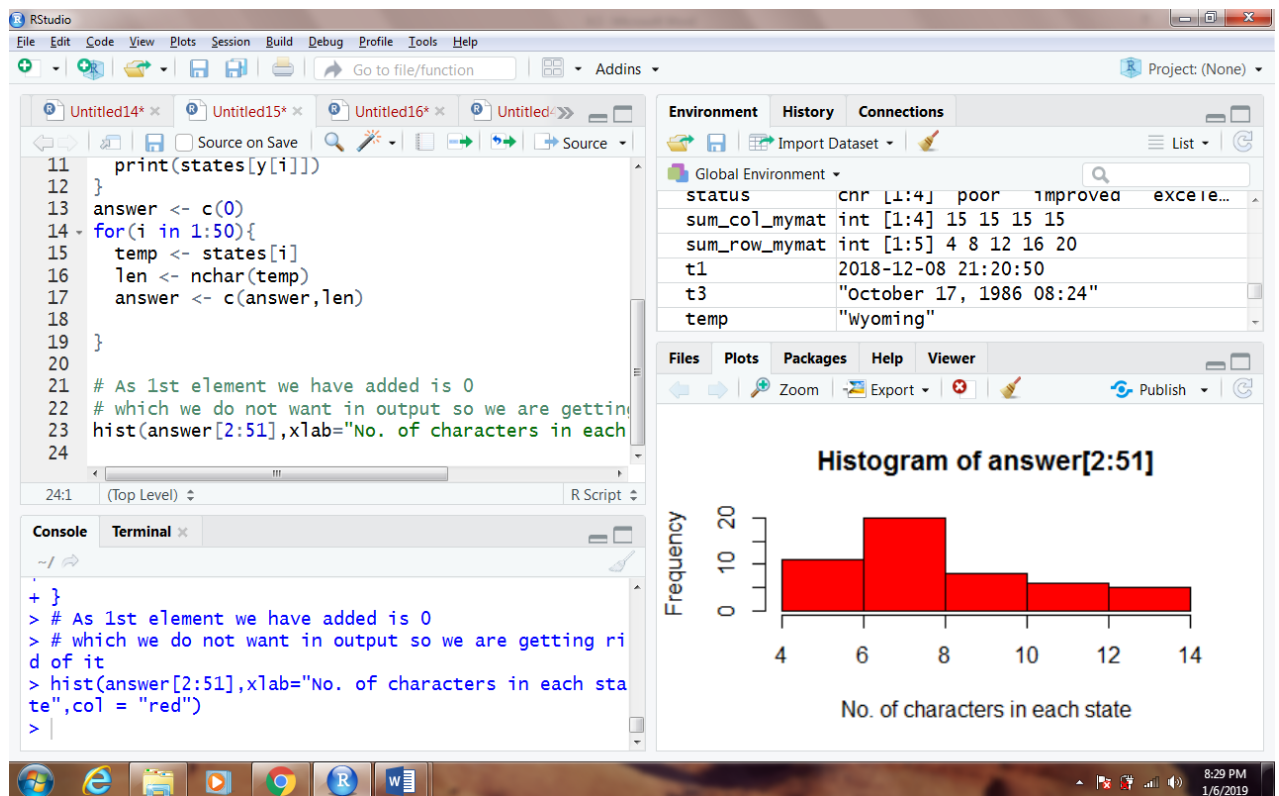 RStudio
File Edit Code View Plots Session Build Debug Profile Tools Help
Go to file/function Addins Project: (None)
Untitled14* Untitled15* Untitled16* Untitled
Source on Save Source
11 print(states[y[i]])
12 }
13 answer <- c(0)
14 for(i in 1:50){
15 temp <- states[i]
16 len <- nchar(temp)
17 answer <- c(answer,len)
18
19 }
20
21 # As 1st element we have added is 0
22 # which we do not want in output so we are getting
23 hist(answer[2:51],xlab="No. of characters in each
24
24:1 (Top Level) R Script
Console Terminal
~/
+ }
> # As 1st element we have added is 0
> # which we do not want in output so we are getting ri
d of it
> hist(answer[2:51],xlab="No. of characters in each sta
te",col = "red")
>
Environment History Connections
Import Dataset List
Global Environment
status chr [1:4] poor improved excele...
sum_col_mymat int [1:4] 15 15 15 15
sum_row_mymat int [1:5] 4 8 12 16 20
t1 2018-12-08 21:20:50
t3 "October 17, 1986 08:24"
temp "Wyoming"
Files Plots Packages Help Viewer
Zoom Export Publish
Histogram of answer[2:51]
Frequency
20
10
0
4 6 8 10 12 14
No. of characters in each state
8:29 PM
1/6/2019